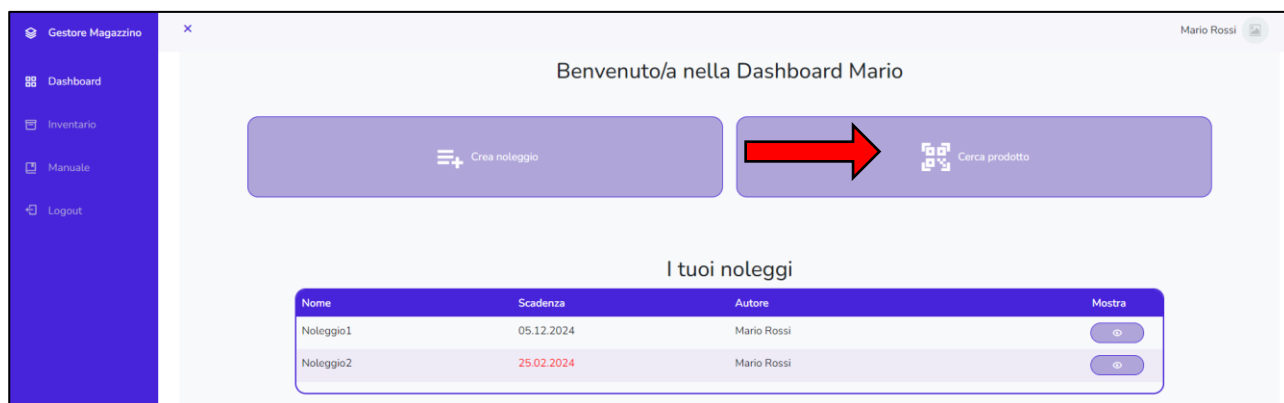 Gestore Magazzino
Mario Rossi
Dashboard
Inventario
Manuale
Logout
Benvenuto/a nella Dashboard Mario
Crea noleggio
Cerca prodotto
I tuoi noleggi
Nome Scadenza Autore Mostra
Noleggio1 05.12.2024 Mario Rossi
Noleggio2 25.02.2024 Mario Rossi